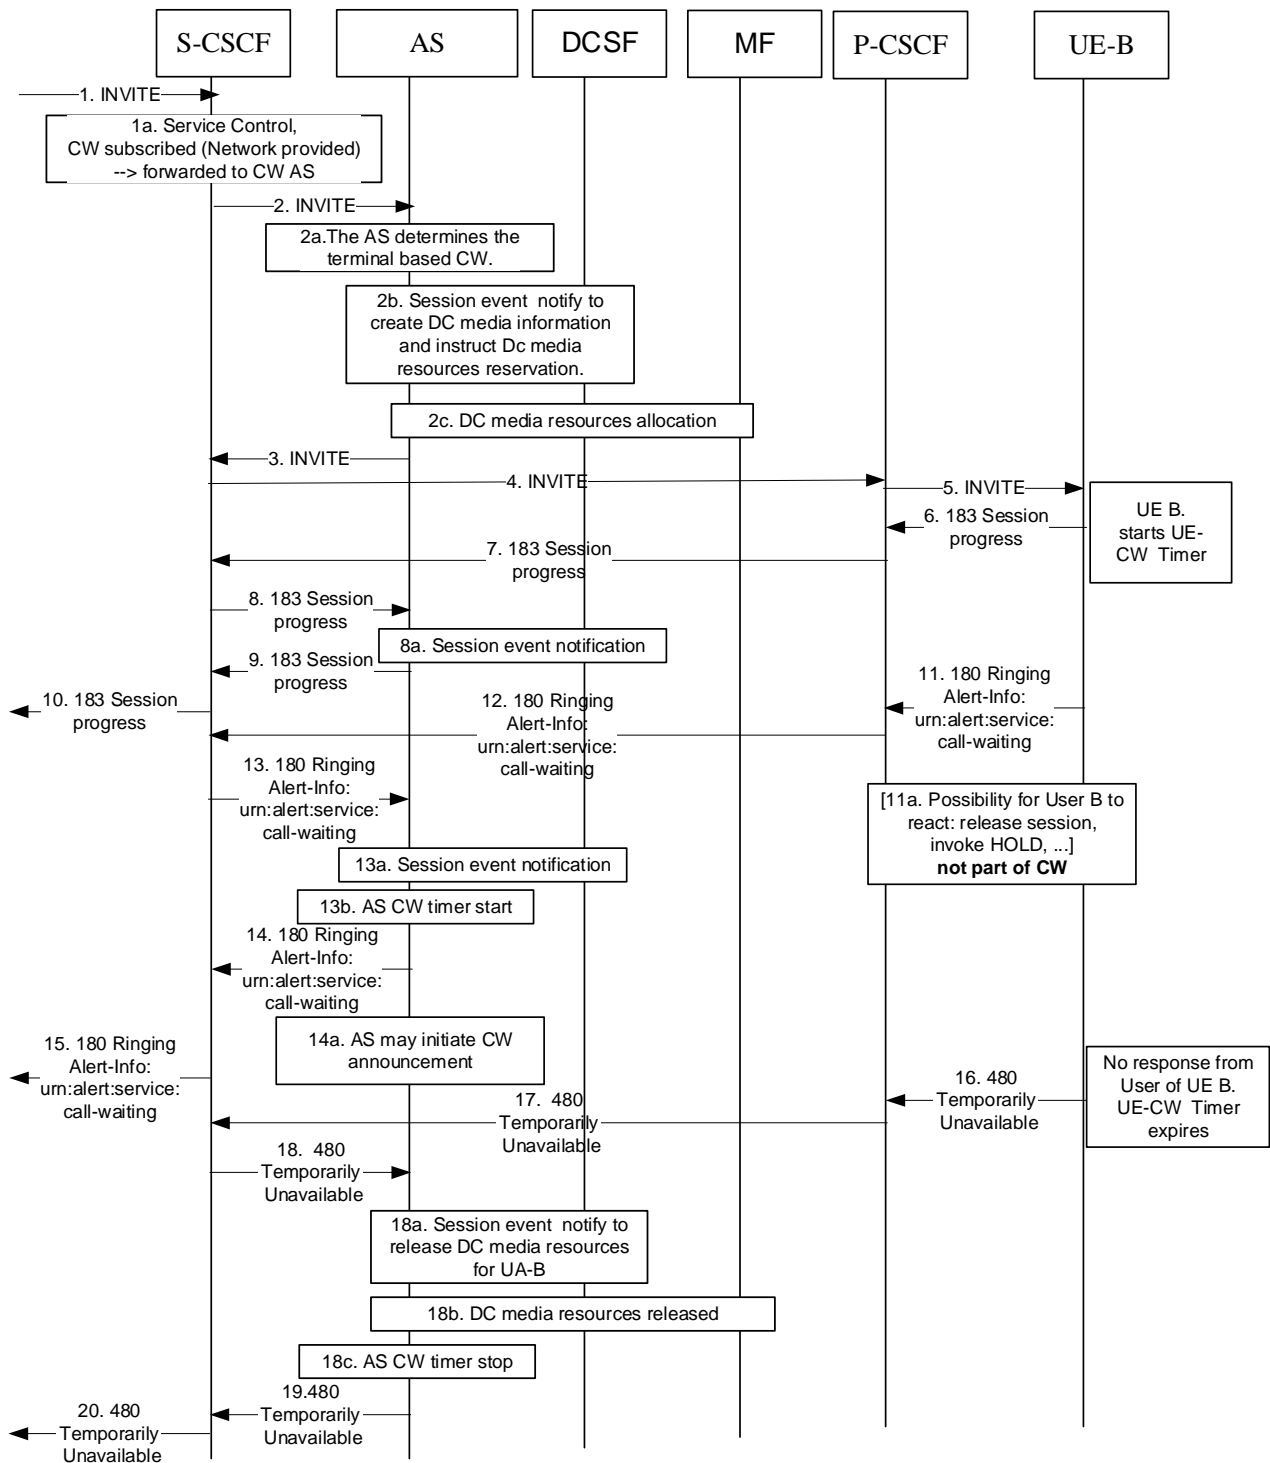 S-CSCF
AS
DCSF
MF
P-CSCF
UE-B
1. INVITE
1a. Service Control,
CW subscribed (Network provided)
--> forwarded to CW AS
2. INVITE
2a.The AS determines the
terminal based CW.
2b. Session event  notify to
create DC media information
and instruct Dc media
resources reservation.
2c. DC media resources allocation
3. INVITE
4. INVITE
5. INVITE
UE B.
starts UE-
CW  Timer
6. 183 Session
progress
7. 183 Session
progress
8. 183 Session
progress
8a. Session event notification
9. 183 Session
progress
10. 183 Session
progress
11. 180 Ringing
Alert-Info:
urn:alert:service:
call-waiting
12. 180 Ringing
Alert-Info:
urn:alert:service:
call-waiting
13. 180 Ringing
Alert-Info:
urn:alert:service:
call-waiting
[11a. Possibility for User B to
react: release session,
invoke HOLD, ...]
not part of CW
13a. Session event notification
13b. AS CW timer start
14. 180 Ringing
Alert-Info:
urn:alert:service:
call-waiting
14a. AS may initiate CW
announcement
15. 180 Ringing
Alert-Info:
urn:alert:service:
call-waiting
No response from
User of UE B.
UE-CW  Timer
expires
16. 480
Temporarily
Unavailable
17.  480
Temporarily
Unavailable
18.  480
Temporarily
Unavailable
18a. Session event  notify to
release DC media resources
for UA-B
18b. DC media resources released
18c. AS CW timer stop
19.480
Temporarily
Unavailable
20. 480
Temporarily
Unavailable